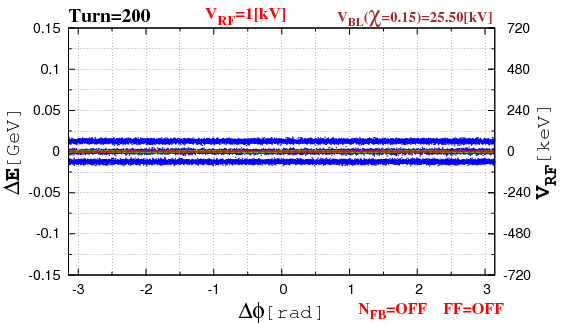 Turn=200 V_RF=1[kV] V_BL(χ=0.15)=25.50[kV]
0.15 720
0.1 480
0.05 240
0 0
-0.05 -240
-0.1 -480
-0.15 -720
ΔE[GeV]
V_RF[keV]
-3 -2 -1 0 1 2 3
Δϕ[rad] N_FB=OFF FF=OFF